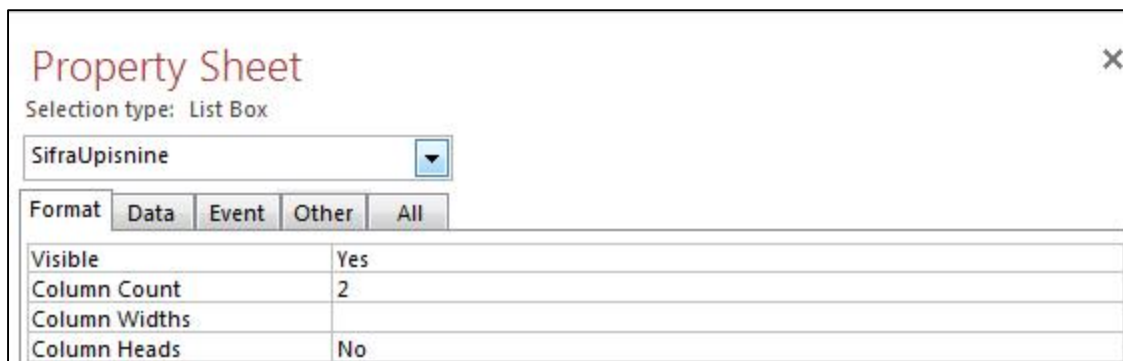 Property Sheet
Selection type: List Box
SifraUpisnine
Format Data Event Other All
Visible Yes
Column Count 2
Column Widths
Column Heads No